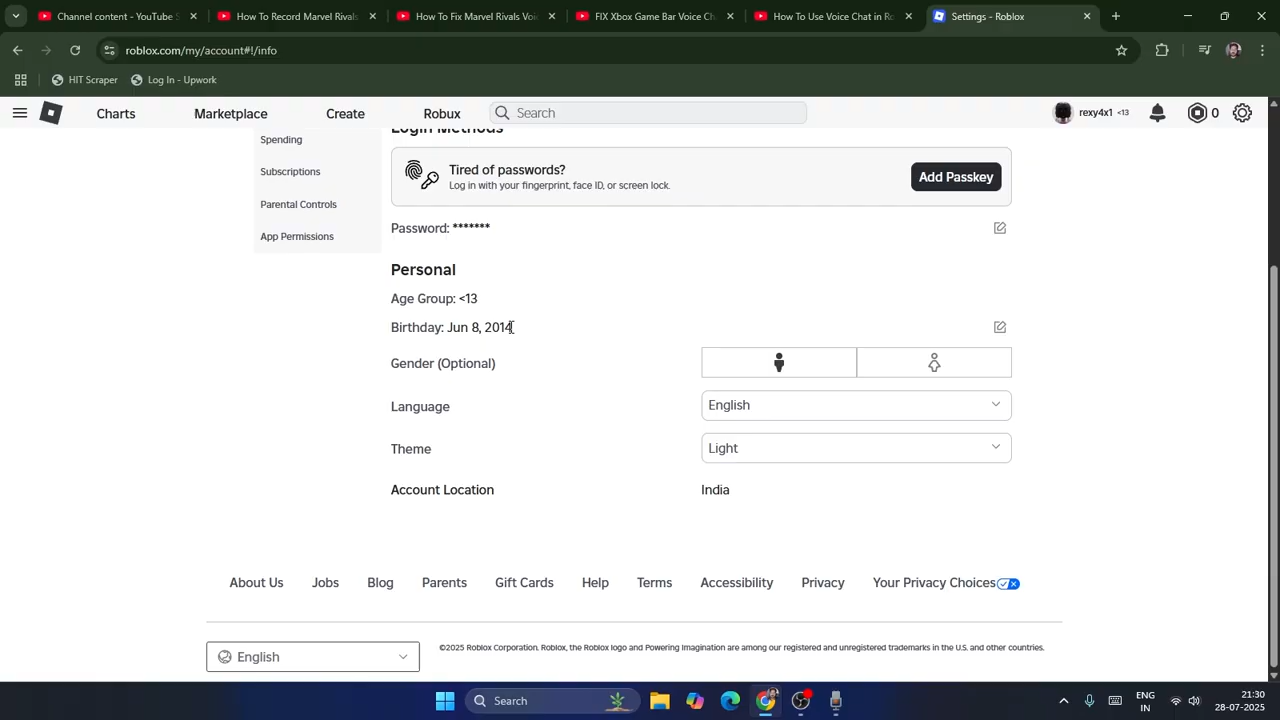 Content - YouTube S
How To Record Marvel Rivals
How To Fix Marvel Rivals Voi
FIX Xbox Game Bar Voice Ch
How To Use Voice Chat in Ro
Settings - Roblox
roblox.com/my/account#!/info
HIT Scraper
Log In - Upwork
Charts
Marketplace
Create
Robux
Search
rexy4x1 <13
0
Login Methods
Spending
Subscriptions
Parental Controls
App Permissions
Tired of passwords?
Log in with your fingerprint, face ID, or screen lock.
Add Passkey
Password: *******
Personal
Age Group: <13
Birthday: Jun 8, 2014
Gender (Optional)
Language
English
Theme
Light
Account Location
India
About Us
Jobs
Blog
Parents
Gift Cards
Help
Terms
Accessibility
Privacy
Your Privacy Choices
English
©2025 Roblox Corporation. Roblox, the Roblox logo and Powering Imagination are among our registered and unregistered trademarks in the U.S. and other countries.
Search
ENG
IN
21:30
28-07-2025